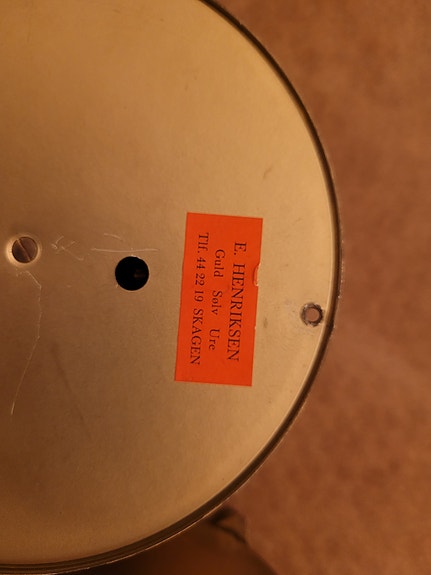 E. HENRIKSEN
Guld Sølv Ure
Tlf. 44 22 19 SKAGEN